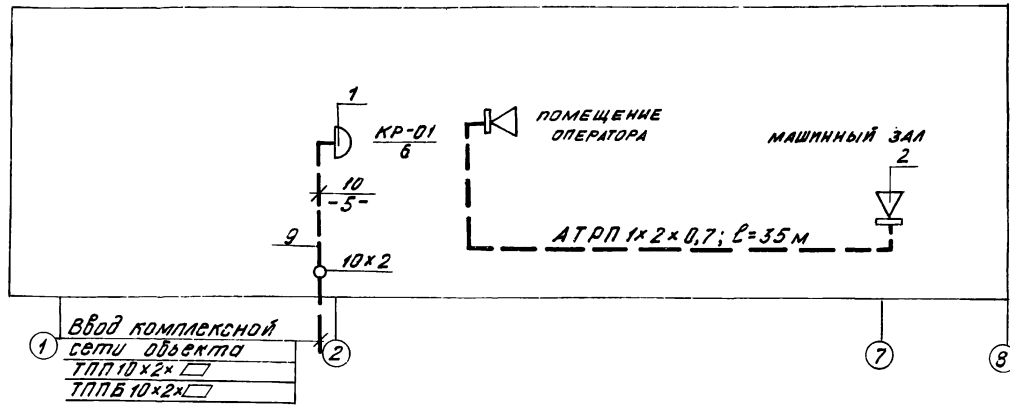 1
КР-01
6
ПОМЕЩЕНИЕ
ОПЕРАТОРА
МАШИННЫЙ ЗАЛ
2
10
-5-
АТРП 1×2×0,7; ℓ=35 м
9
10×2
Ввод комплексной
сети объекта
ТПП 10×2×
ТППБ 10×2×
1
2
7
8